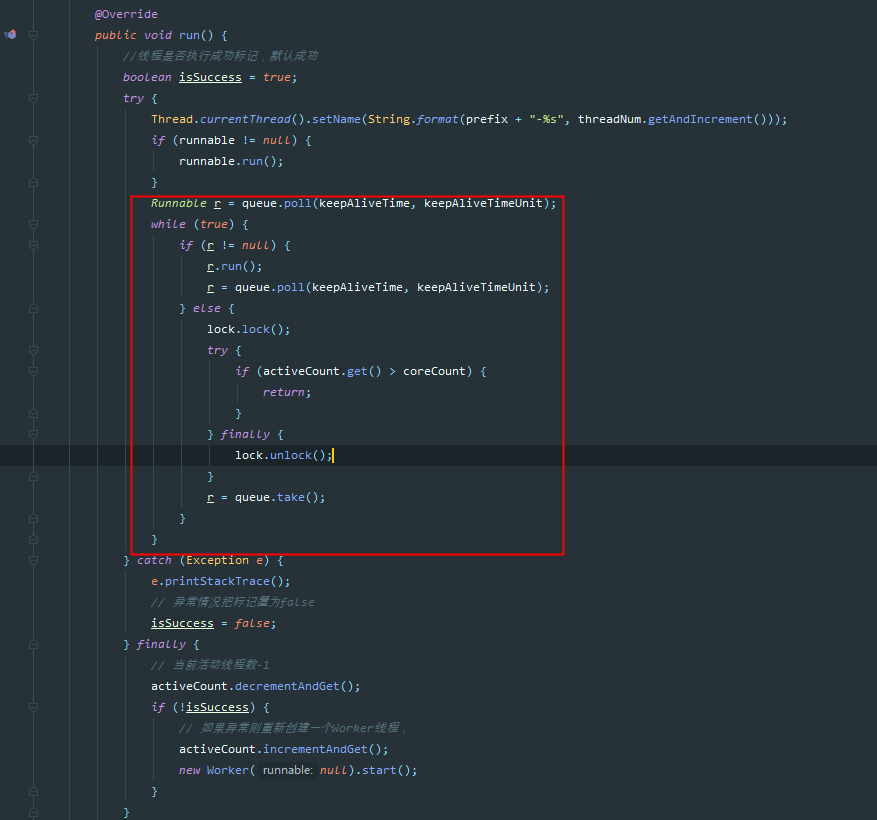 @Override
public void run() {
//线程是否执行成功标记，默认成功
boolean isSuccess = true;
try {
Thread.currentThread().setName(String.format(prefix + "-%s", threadNum.getAndIncrement()));
if (runnable != null) {
runnable.run();
}
Runnable r = queue.poll(keepAliveTime, keepAliveTimeUnit);
while (true) {
if (r != null) {
r.run();
r = queue.poll(keepAliveTime, keepAliveTimeUnit);
} else {
lock.lock();
try {
if (activeCount.get() > coreCount) {
return;
}
} finally {
lock.unlock();
}
r = queue.take();
}
}
} catch (Exception e) {
e.printStackTrace();
// 异常情况把标记置为false
isSuccess = false;
} finally {
// 当前活动线程数-1
activeCount.decrementAndGet();
if (!isSuccess) {
// 如果异常则重新创建一个Worker线程，
activeCount.incrementAndGet();
new Worker( runnable: null).start();
}
}